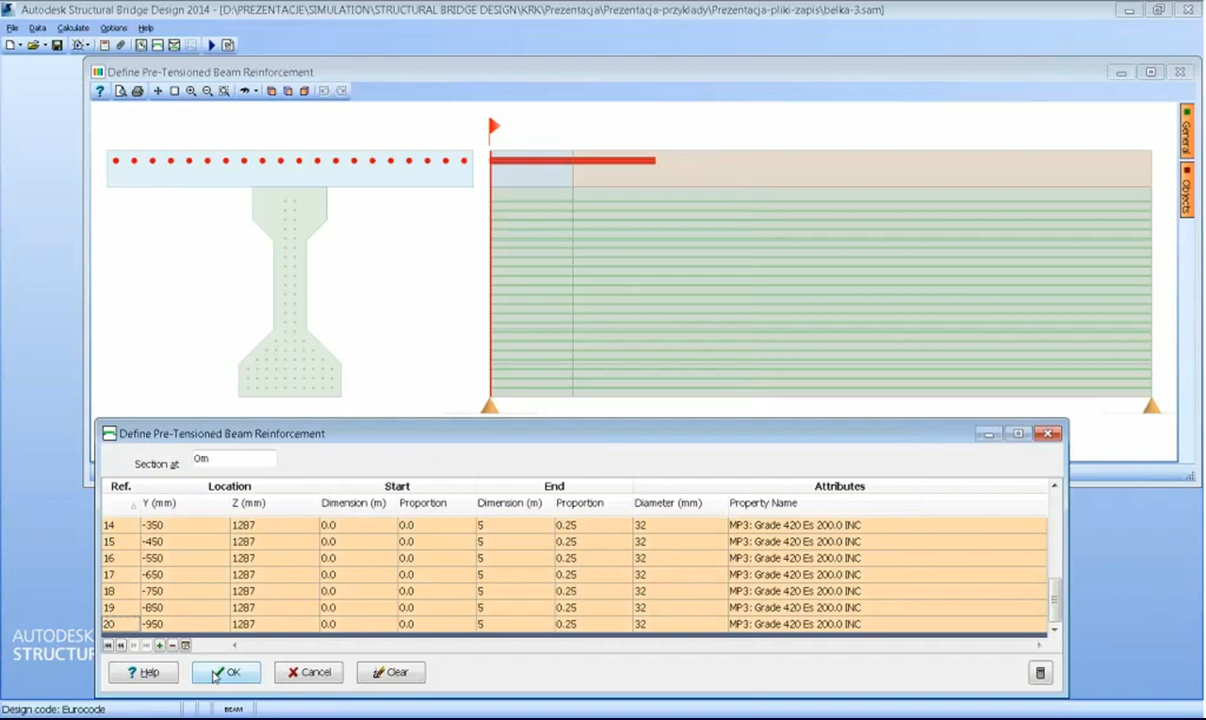 Autodesk Structural Bridge Design 2014 - [D:\PREZENTACJE\SIMULATION\STRUCTURAL BRIDGE DESIGN\KRK\Prezentacja\Prezentacja-przyklady\Prezentacja-pliki-zapis\belka-3.sam]
File Data Calculate Options Help
Define Pre-Tensioned Beam Reinforcement
General
Objects
Define Pre-Tensioned Beam Reinforcement
Section at 0m
Ref. Location Start End Attributes
Y (mm) Z (mm) Dimension (m) Proportion Dimension (m) Proportion Diameter (mm) Property Name
14 -350 1287 0.0 0.0 5 0.25 32 MP3: Grade 420 Es 200.0 INC
15 -450 1287 0.0 0.0 5 0.25 32 MP3: Grade 420 Es 200.0 INC
16 -550 1287 0.0 0.0 5 0.25 32 MP3: Grade 420 Es 200.0 INC
17 -650 1287 0.0 0.0 5 0.25 32 MP3: Grade 420 Es 200.0 INC
18 -750 1287 0.0 0.0 5 0.25 32 MP3: Grade 420 Es 200.0 INC
19 -850 1287 0.0 0.0 5 0.25 32 MP3: Grade 420 Es 200.0 INC
20 -950 1287 0.0 0.0 5 0.25 32 MP3: Grade 420 Es 200.0 INC
AUTODESK
STRUCTU
? Help OK Cancel Clear
Design code: Eurocode BEAM